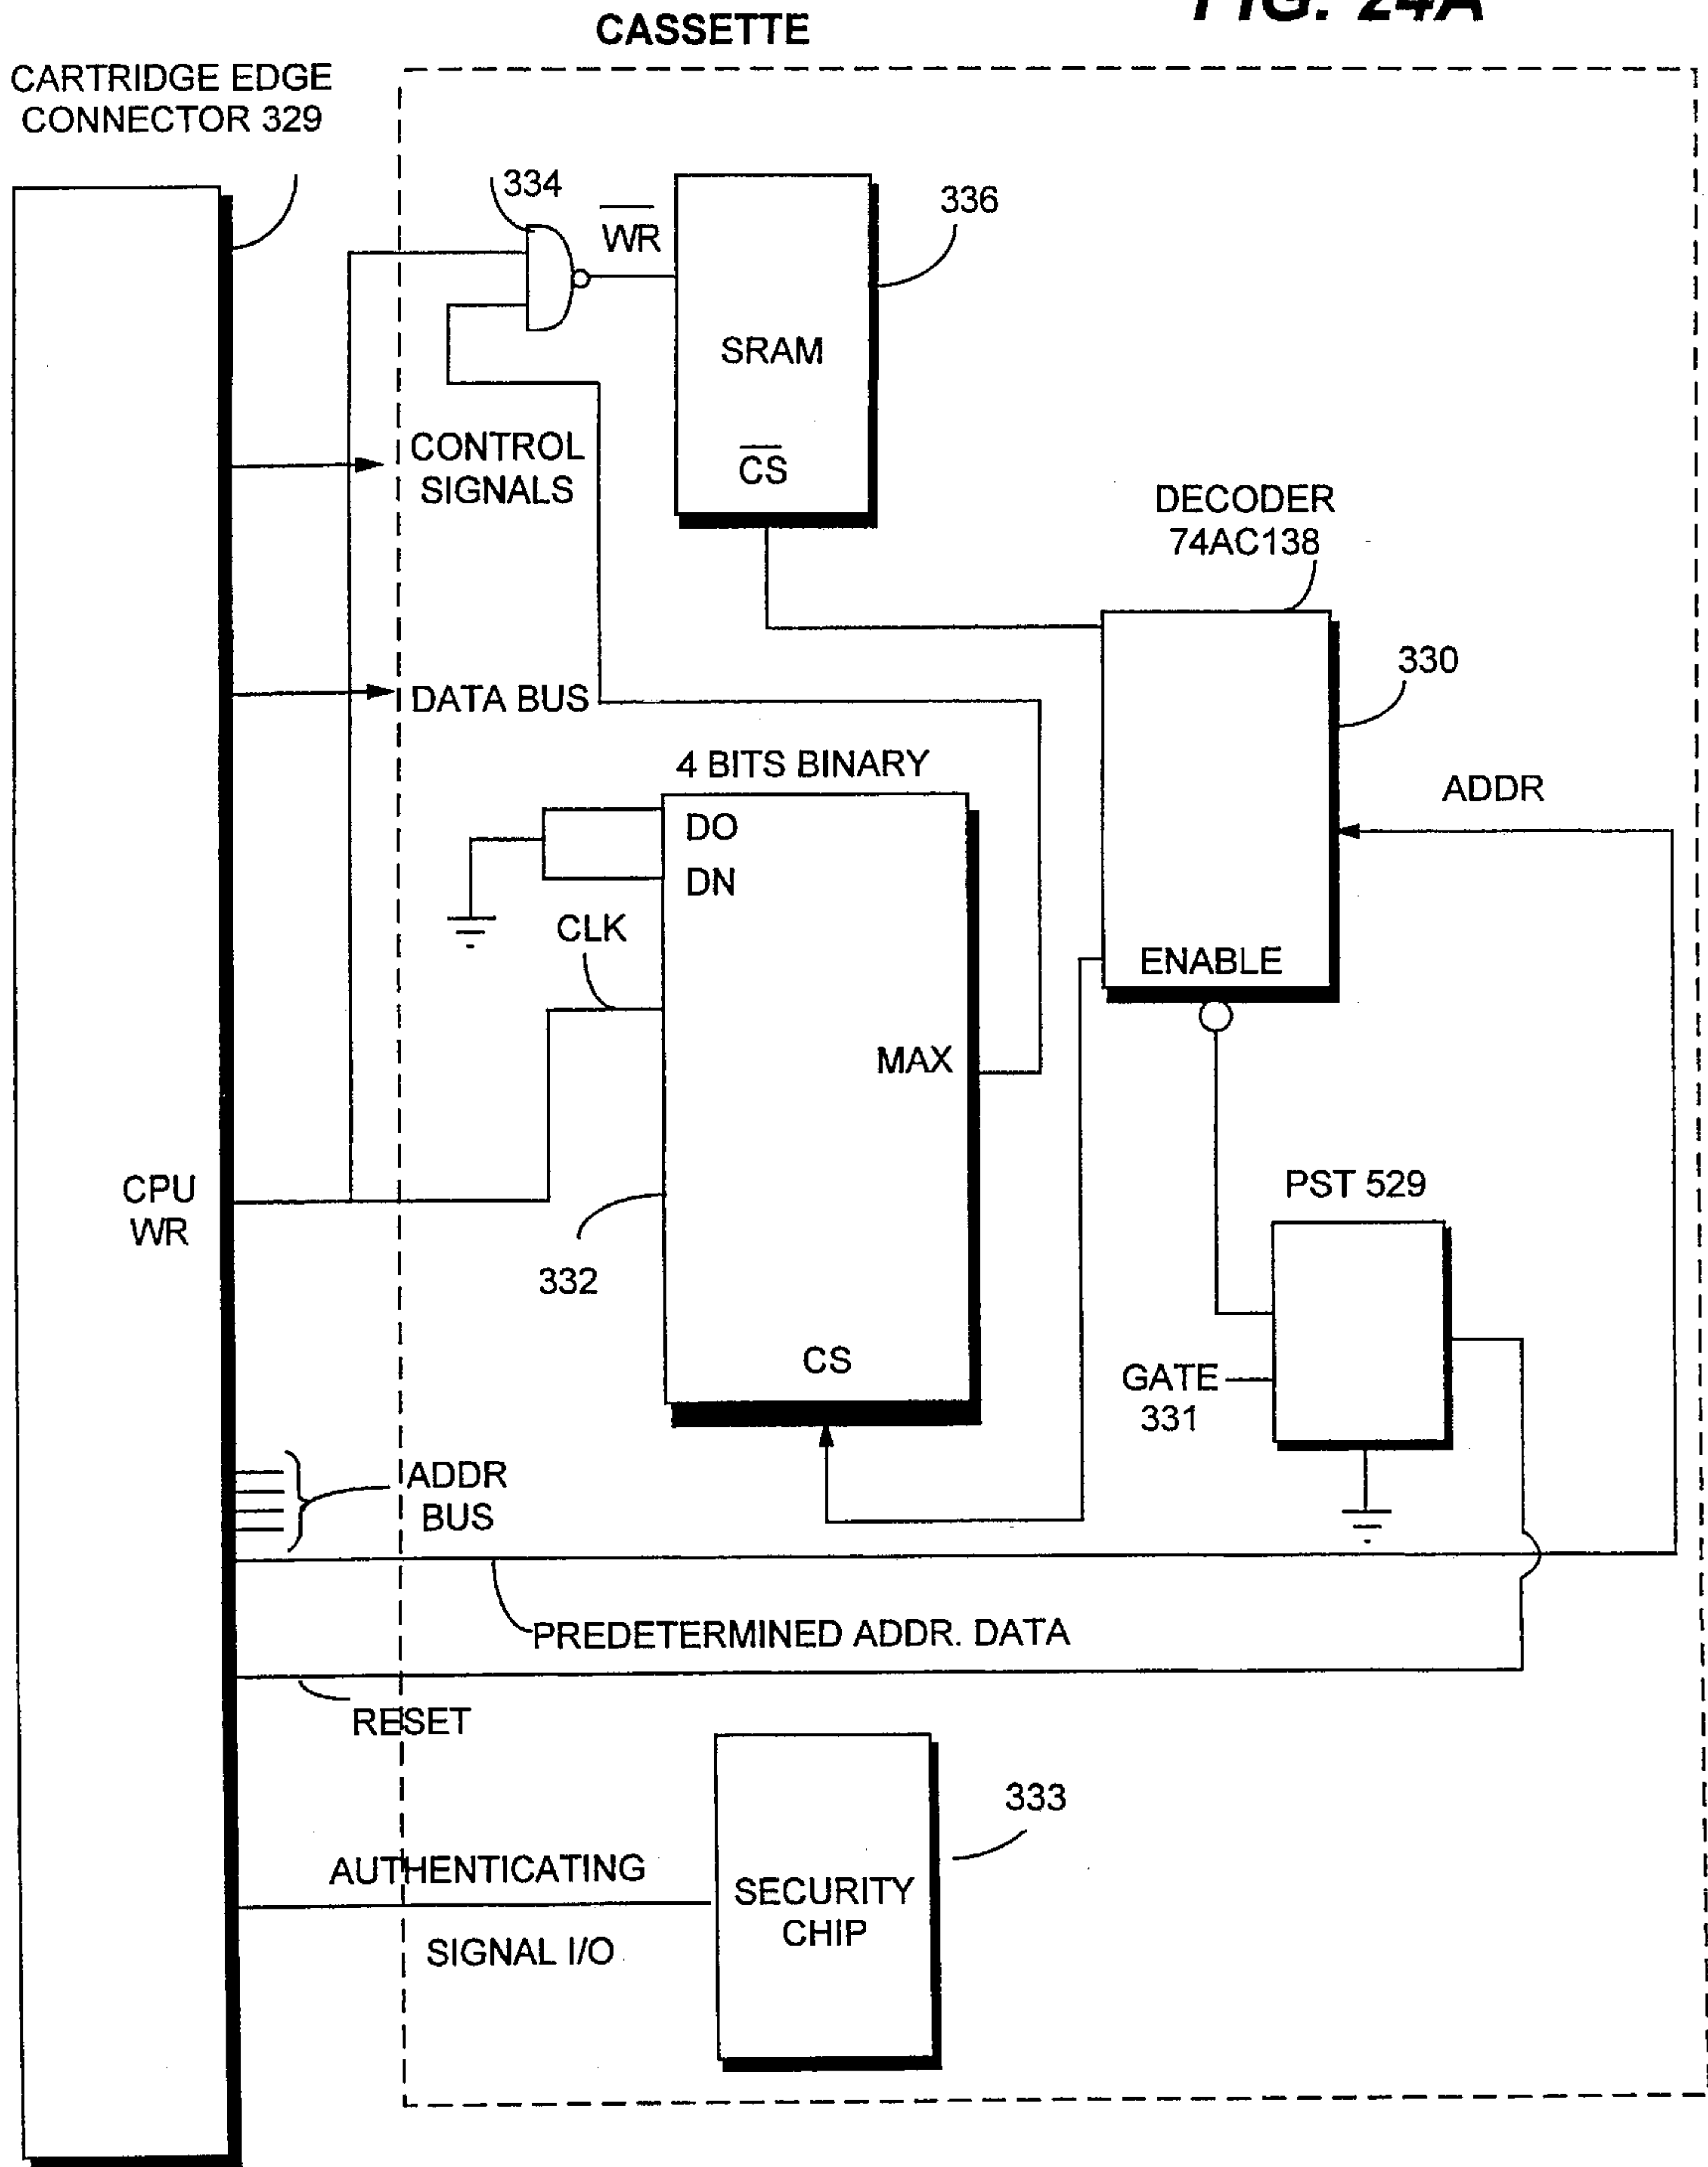 FIG. 24A
CASSETTE
CARTRIDGE EDGE
CONNECTOR 329
334
WR
336
SRAM
CS
CONTROL
SIGNALS
DECODER
74AC138
330
DATA BUS
4 BITS BINARY
ADDR
DO
DN
CLK
ENABLE
MAX
CPU
WR
PST 529
332
CS
GATE
331
ADDR
BUS
PREDETERMINED ADDR. DATA
RESET
333
AUTHENTICATING
SIGNAL I/O
SECURITY
CHIP